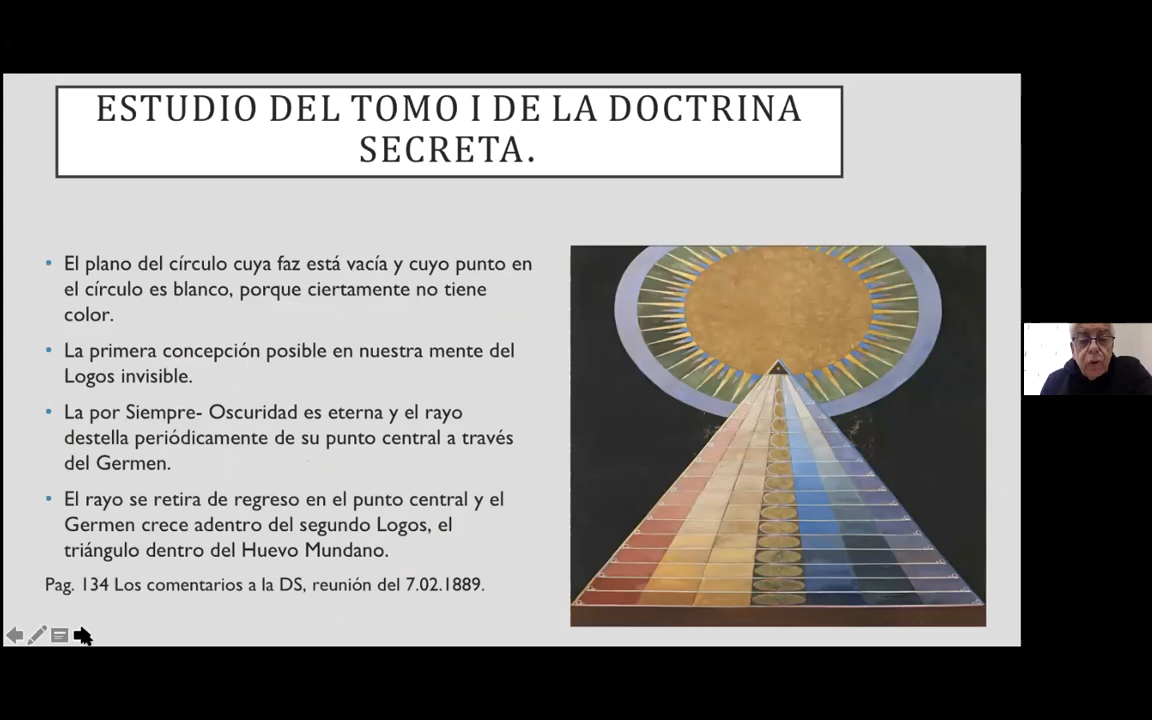 ESTUDIO DEL TOMO I DE LA DOCTRINA
SECRETA.
• El plano del círculo cuya faz está vacía y cuyo punto en
el círculo es blanco, porque ciertamente no tiene
color.
• La primera concepción posible en nuestra mente del
Logos invisible.
• La por Siempre- Oscuridad es eterna y el rayo
destella periódicamente de su punto central a través
del Germen.
• El rayo se retira de regreso en el punto central y el
Germen crece adentro del segundo Logos, el
triángulo dentro del Huevo Mundano.
Pag. 134 Los comentarios a la DS, reunión del 7.02.1889.